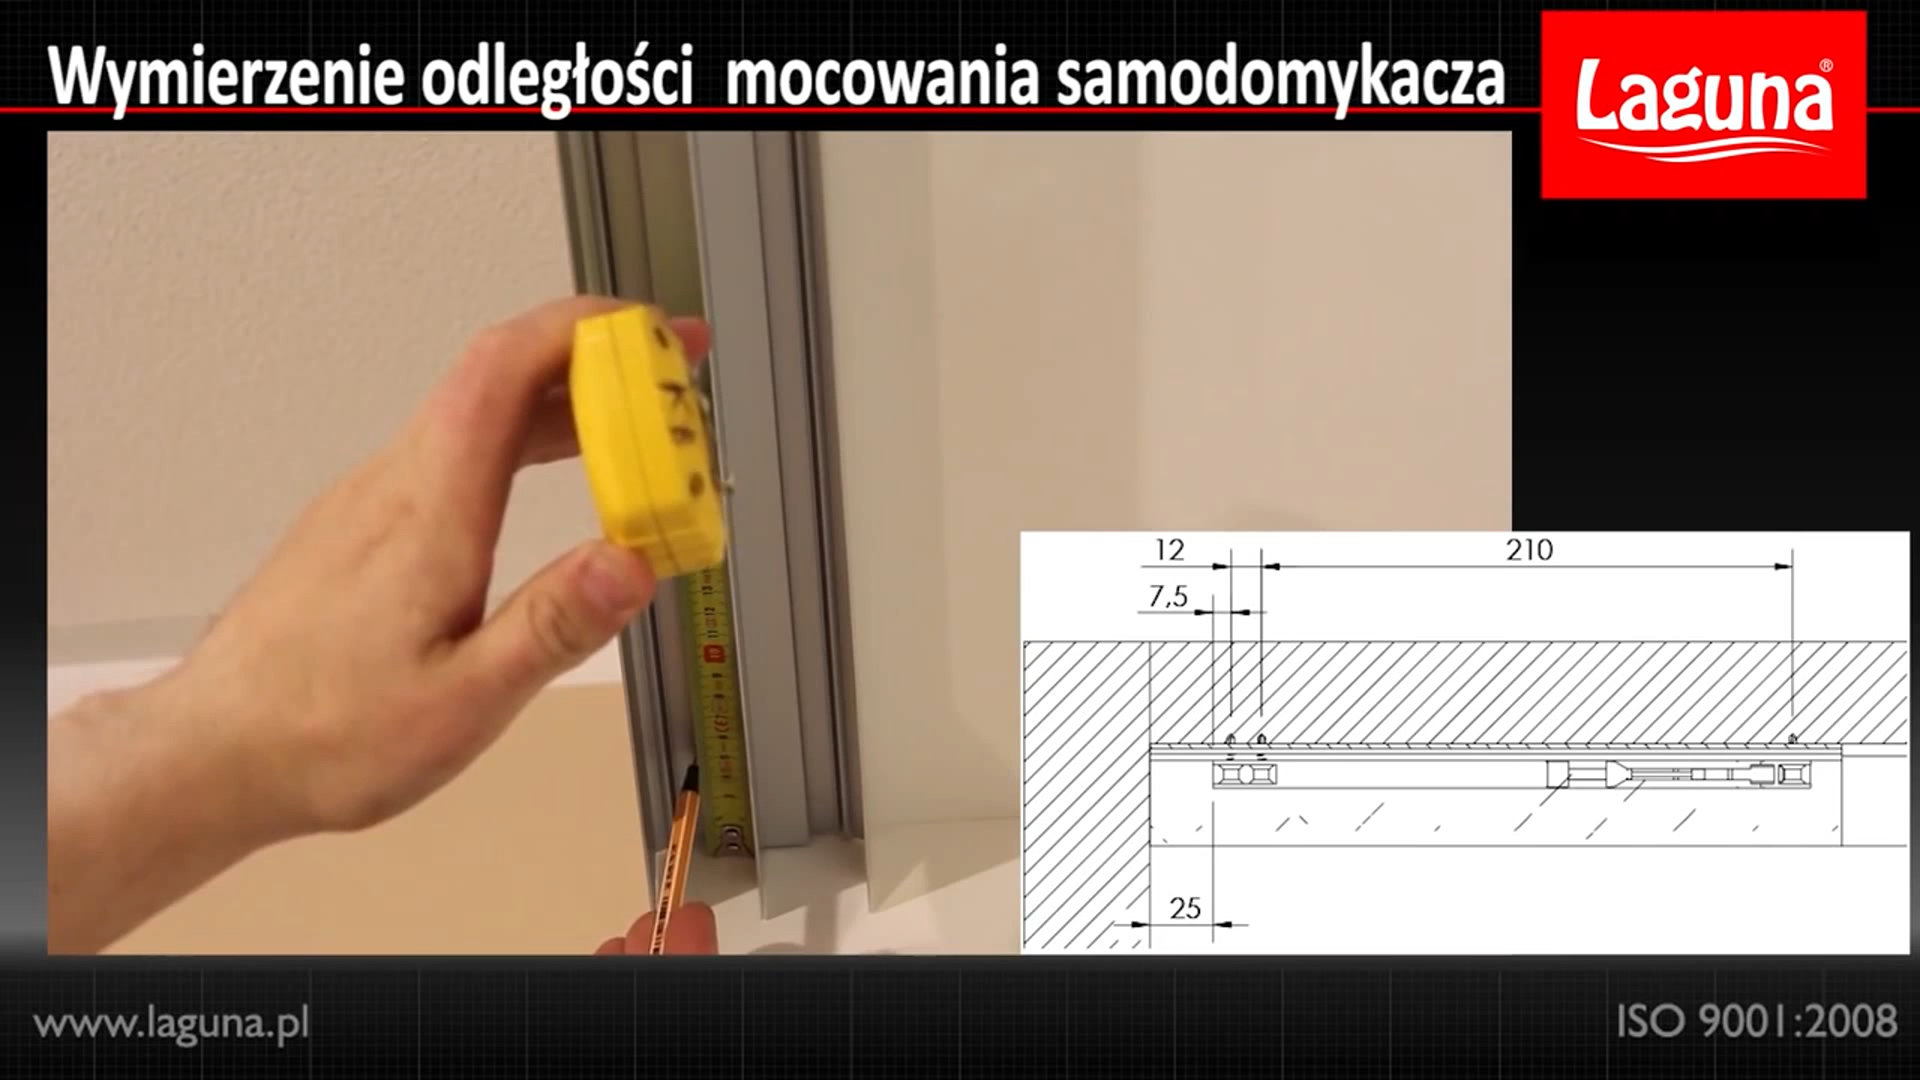 Wymierzenie odległości mocowania samodomykacza
Laguna®
12
210
7,5
25
www.laguna.pl
ISO 9001:2008